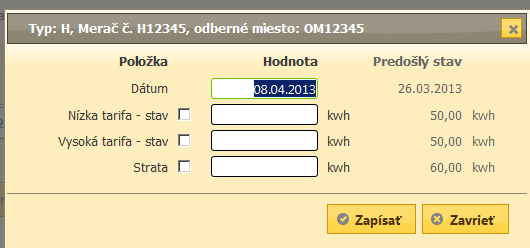 Typ: H, Merač č. H12345, odberné miesto: OM12345
Položka Hodnota Predošlý stav
Dátum 08.04.2013 26.03.2013
Nízka tarifa - stav kwh 50,00 kwh
Vysoká tarifa - stav kwh 50,00 kwh
Strata kwh 60,00 kwh
Zapísať Zavrieť